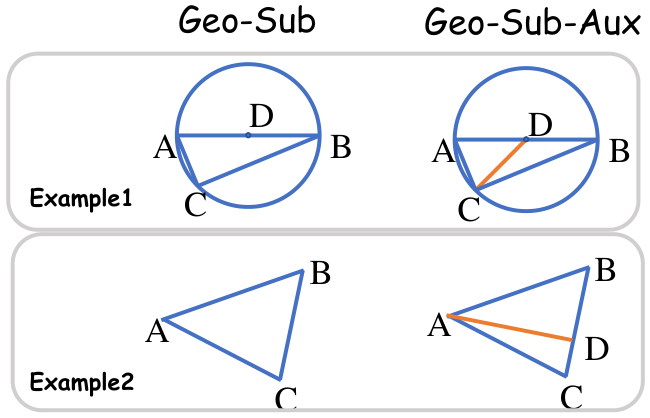 Geo-Sub Geo-Sub-Aux
D D
A B A B
C C
Example1
B B
A A
D
C C
Example2